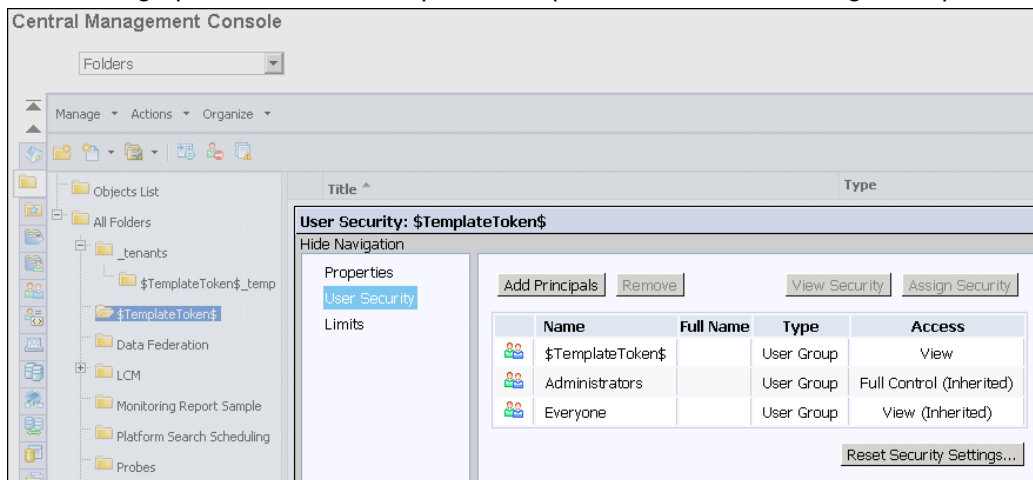 Central Management Console
Folders
Manage Actions Organize
Title Type
Objects List
All Folders
_tenants
$TemplateToken$_temp
$TemplateToken$
Data Federation
LCM
Monitoring Report Sample
Platform Search Scheduling
Probes
User Security: $TemplateToken$
Hide Navigation
Properties
User Security
Limits
Add Principals Remove View Security Assign Security
Name Full Name Type Access
$TemplateToken$ User Group View
Administrators User Group Full Control (Inherited)
Everyone User Group View (Inherited)
Reset Security Settings...